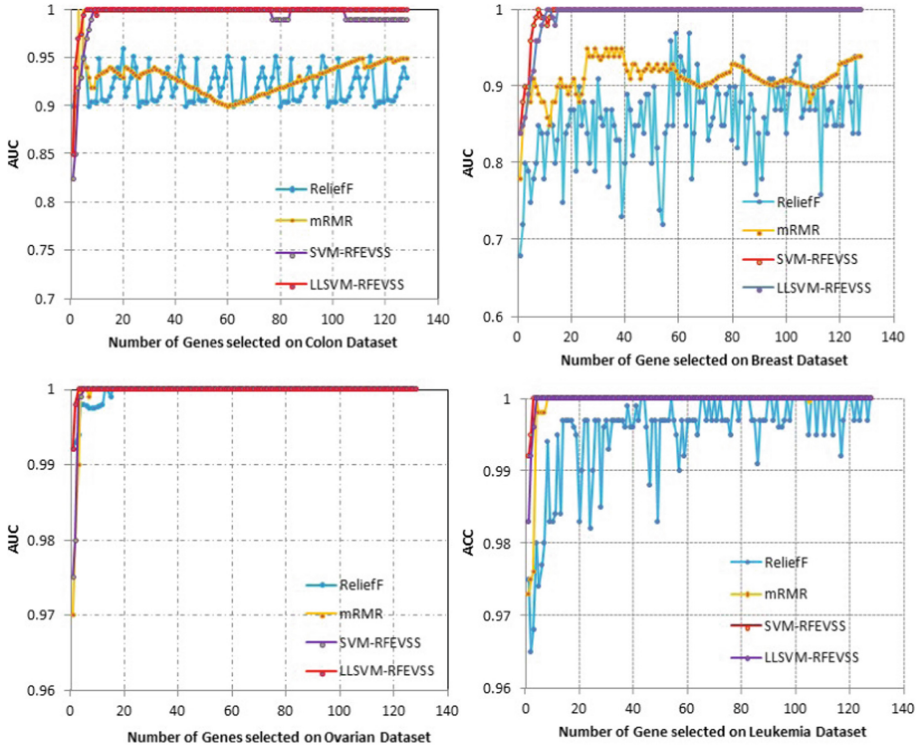 1
0.95
0.9
0.85
0.8
0.75
0.7
AUC
ReliefF
mRMR
SVM-RFEVSS
LLSVM-RFEVSS
0 20 40 60 80 100 120 140
Number of Genes selected on Colon Dataset
1
0.9
0.8
0.7
0.6
AUC
ReliefF
mRMR
SVM-RFEVSS
LLSVM-RFEVSS
0 20 40 60 80 100 120 140
Number of Gene selected on Breast Dataset
1
0.99
0.98
0.97
0.96
AUC
ReliefF
mRMR
SVM-RFEVSS
LLSVM-RFEVSS
0 20 40 60 80 100 120 140
Number of Genes selected on Ovarian Dataset
1
0.99
0.98
0.97
0.96
ACC
ReliefF
mRMR
SVM-RFEVSS
LLSVM-RFEVSS
0 20 40 60 80 100 120 140
Number of Gene selected on Leukemia Dataset